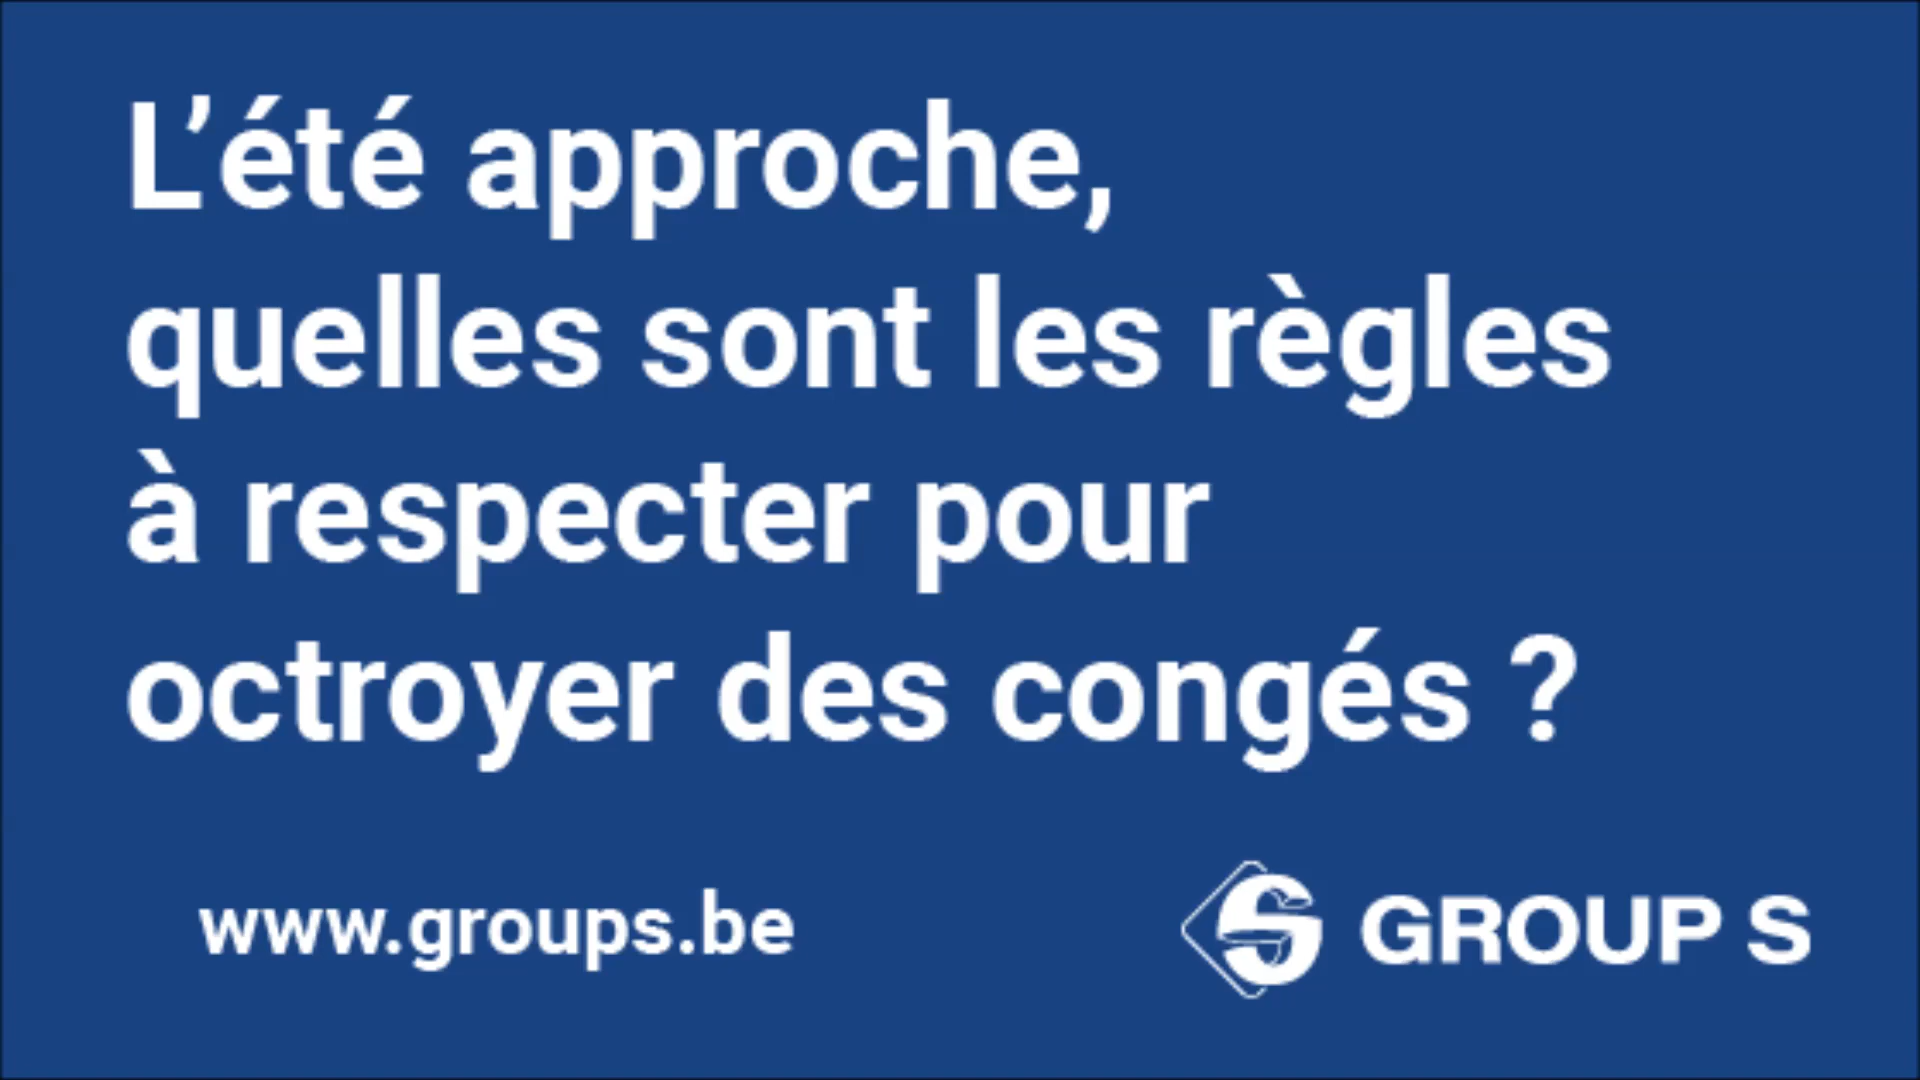 L’été approche,
quelles sont les règles
à respecter pour
octroyer des congés ?
www.groups.be
GROUP S